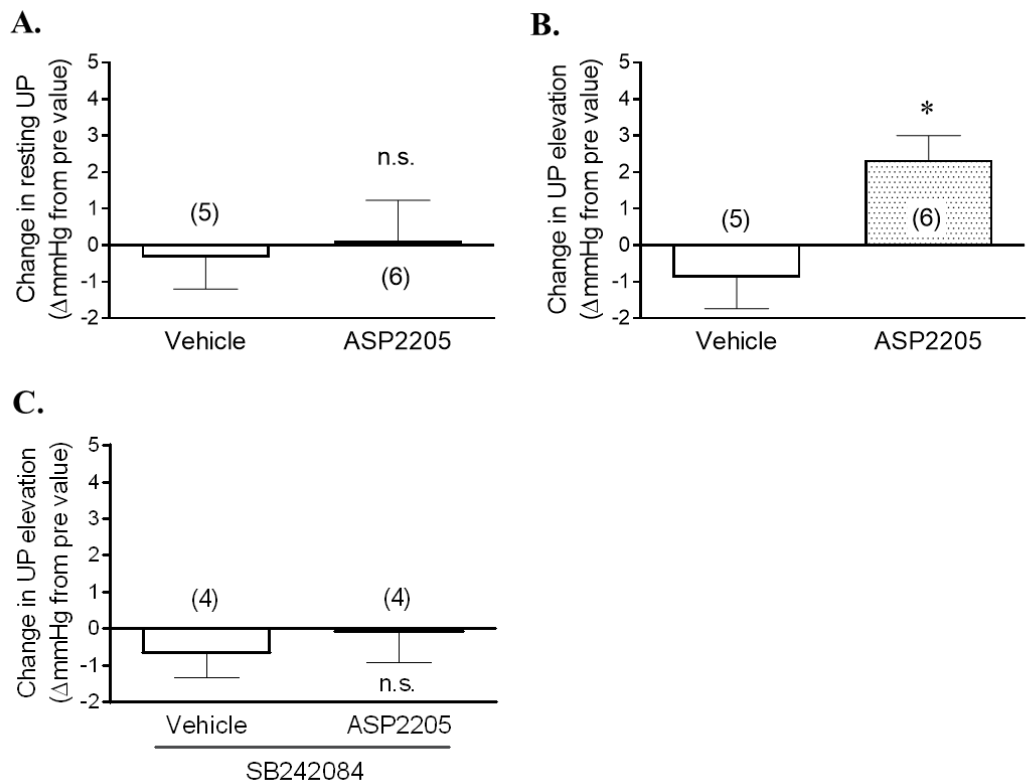 A.
Change in resting UP
(ΔmmHg from pre value)
5
4
3
2
1
0
-1
-2
(5)
n.s.
(6)
Vehicle
ASP2205
B.
Change in UP elevation
(ΔmmHg from pre value)
5
4
3
2
1
0
-1
-2
(5)
*
(6)
Vehicle
ASP2205
C.
Change in UP elevation
(ΔmmHg from pre value)
5
4
3
2
1
0
-1
-2
(4)
(4)
n.s.
Vehicle
ASP2205
SB242084